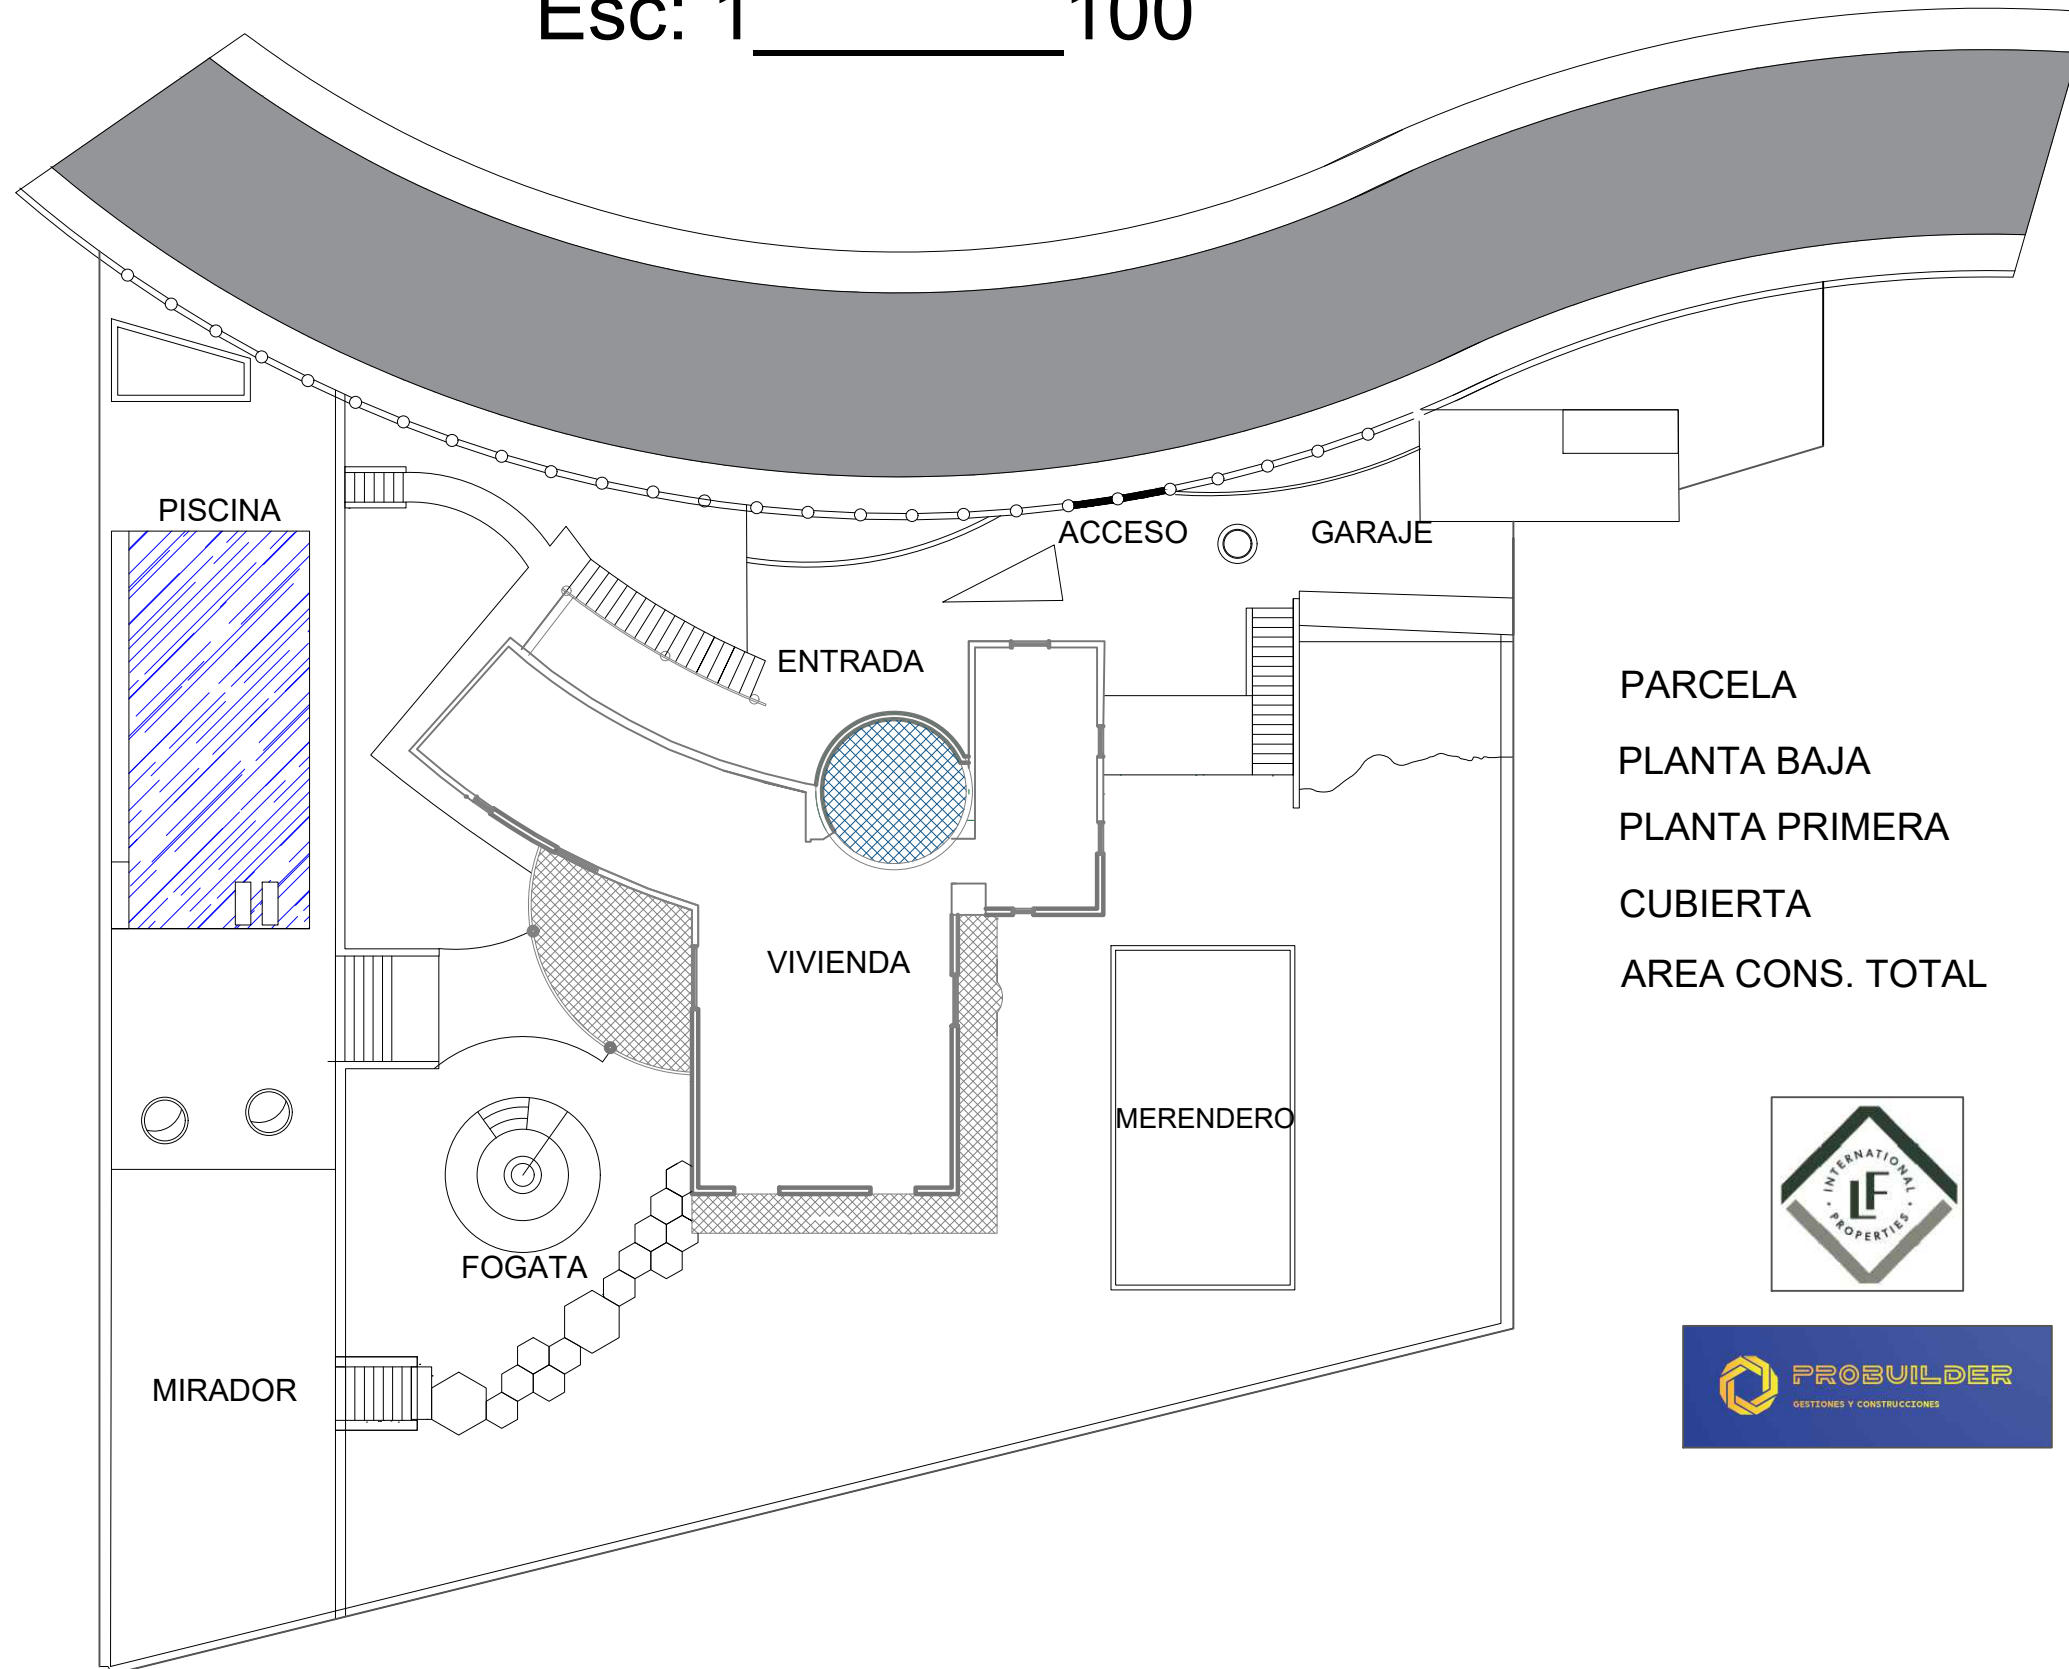 Esc: 1 100
PISCINA
ACCESO
GARAJE
ENTRADA
PARCELA
PLANTA BAJA
PLANTA PRIMERA
CUBIERTA
VIVIENDA
AREA CONS. TOTAL
MERENDERO
FOGATA
MIRADOR
INTERNATIONAL
LF
PROPERTIES
PROBUILDER
GESTIONES Y CONSTRUCCIONES